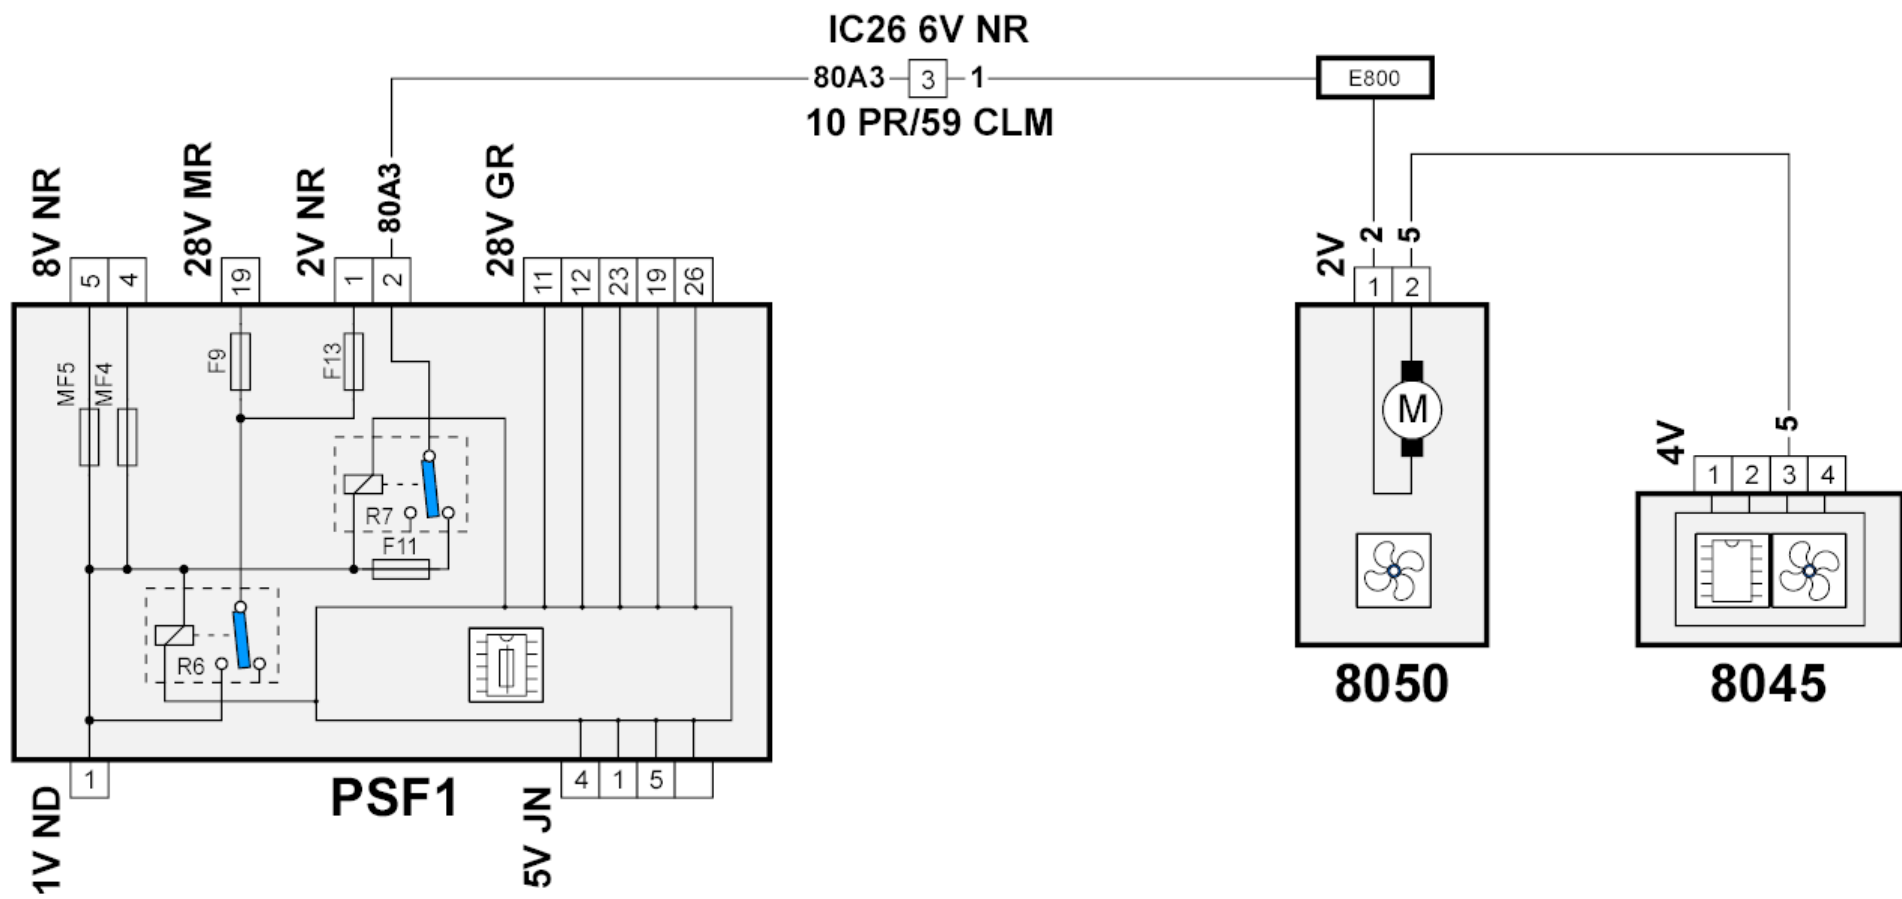 IC26 6V NR
80A3 3 1
E800
10 PR/59 CLM
8V NR
28V MR
2V NR
80A3
28V GR
2V
2
5
5 4
19
1 2
11 12 23 19 26
1 2
MF5
MF4
F9
F13
M
5
4V
1 2 3 4
R7
F11
R6
8050
8045
1
PSF1
4 1 5
1V ND
5V JN